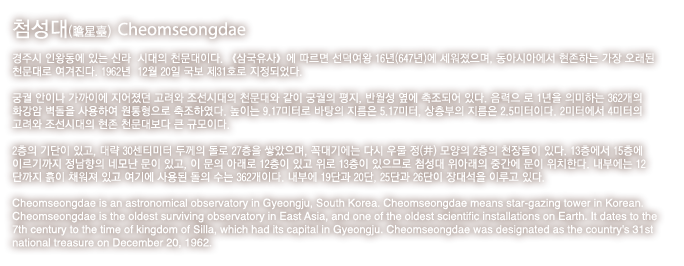 첨성대(瞻星臺) Cheomseongdae
경주시 인왕동에 있는 신라 시대의 천문대이다. 《삼국유사》에 따르면 선덕여왕 16년(647년)에 세워졌으며, 동아시아에서 현존하는 가장 오래된
천문대로 여겨진다. 1962년 12월 20일 국보 제31호로 지정되었다.
궁궐 안이나 가까이에 지어졌던 고려와 조선시대의 천문대와 같이 궁궐의 평지, 반월성 옆에 축조되어 있다. 음력으 로 1년을 의미하는 362개의
화강암 벽돌을 사용하여 원통형으로 축조하였다. 높이는 9.17미터로 바탕의 지름은 5.17미터, 상층부의 지름은 2.5미터이다. 2미터에서 4미터의
고려와 조선시대의 현존 천문대보다 큰 규모이다.
2층의 기단이 있고, 대략 30센티미터 두께의 돌로 27층을 쌓았으며, 꼭대기에는 다시 우물 정(井) 모양의 2층의 천장돌이 있다. 13층에서 15층에
이르기까지 정남향의 네모난 문이 있고, 이 문의 아래로 12층이 있고 위로 13층이 있으므로 첨성대 위아래의 중간에 문이 위치한다. 내부에는 12
단까지 흙이 채워져 있고 여기에 사용된 돌의 수는 362개이다. 내부에 19단과 20단, 25단과 26단이 장대석을 이루고 있다.
Cheomseongdae is an astronomical observatory in Gyeongju, South Korea. Cheomseongdae means star-gazing tower in Korean.
Cheomseongdae is the oldest surviving observatory in East Asia, and one of the oldest scientific installations on Earth. It dates to the
7th century to the time of kingdom of Silla, which had its capital in Gyeongju. Cheomseongdae was designated as the country's 31st
national treasure on December 20, 1962.